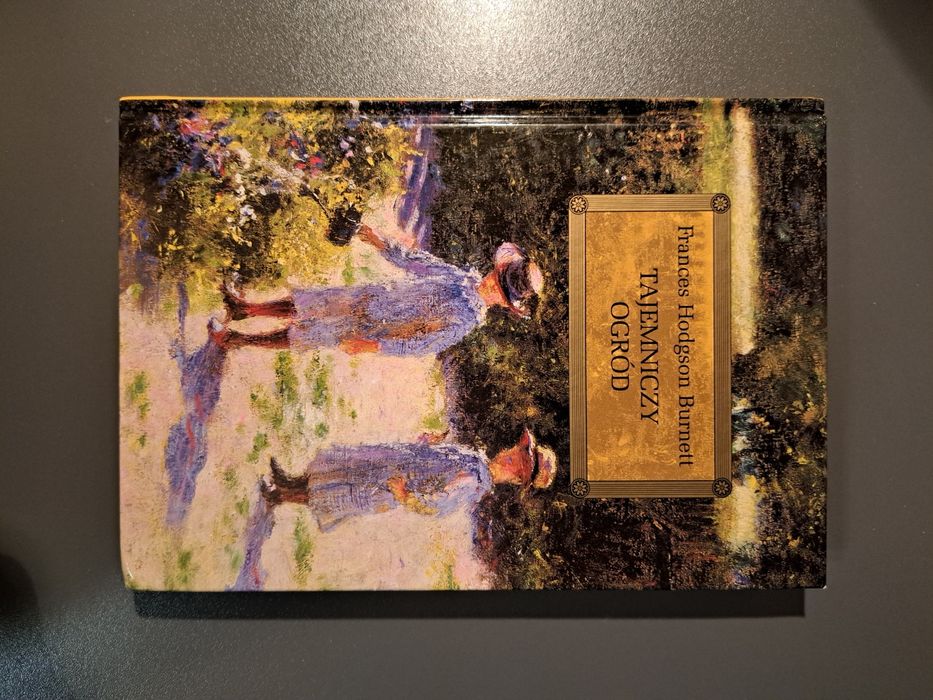 Frances Hodgson Burnett
TAJEMNICZY
OGRÓD